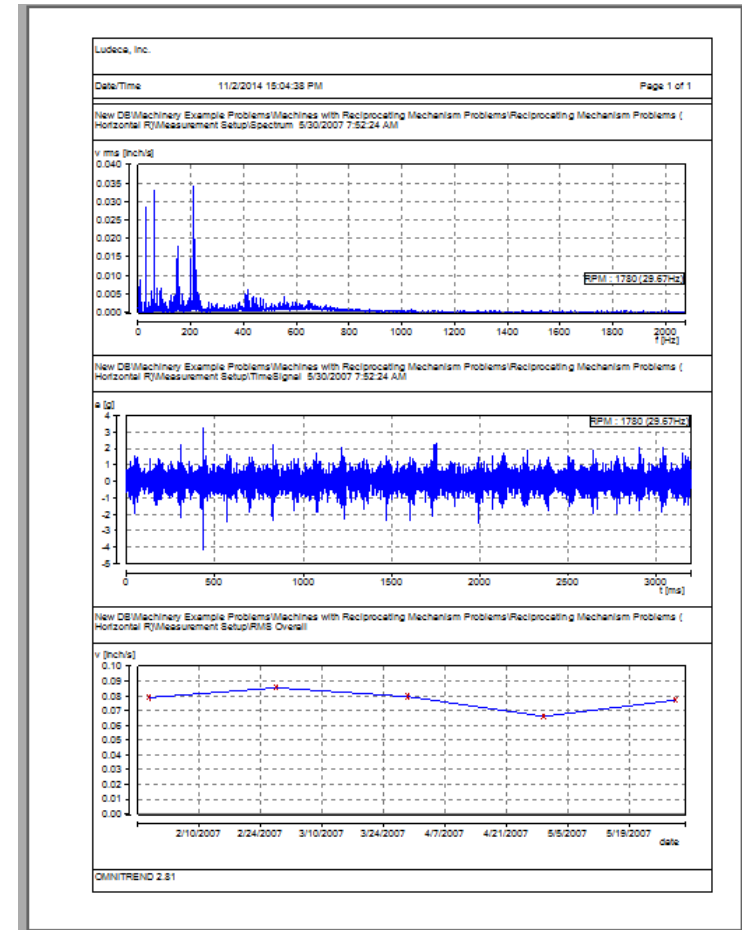 Ludeca, Inc.
Date/Time 11/2/2014 15:04:38 PM Page 1 of 1
New DB\Machinery Example Problems\Machines with Reciprocating Mechanism Problems\Reciprocating Mechanism Problems (
Horizontal R)\Measurement Setup\Spectrum 5/30/2007 7:52:24 AM
v rms [inch/s]
0.040
0.035
0.030
0.025
0.020
0.015
0.010
RPM : 1780 (29.67Hz)
0.005
0.000
0 200 400 600 800 1000 1200 1400 1600 1800 2000
f [Hz]
New DB\Machinery Example Problems\Machines with Reciprocating Mechanism Problems\Reciprocating Mechanism Problems (
Horizontal R)\Measurement Setup\TimeSignal 5/30/2007 7:52:24 AM
a [g]
4
RPM : 1780 (29.67Hz)
3
2
1
0
-1
-2
-3
-4
-5
0 500 1000 1500 2000 2500 3000
t [ms]
New DB\Machinery Example Problems\Machines with Reciprocating Mechanism Problems\Reciprocating Mechanism Problems (
Horizontal R)\Measurement Setup\RMS Overall
v [inch/s]
0.10
0.09
0.08
0.07
0.06
0.05
0.04
0.03
0.02
0.01
0.00
2/10/2007 2/24/2007 3/10/2007 3/24/2007 4/7/2007 4/21/2007 5/5/2007 5/19/2007
date
OMNITREND 2.81